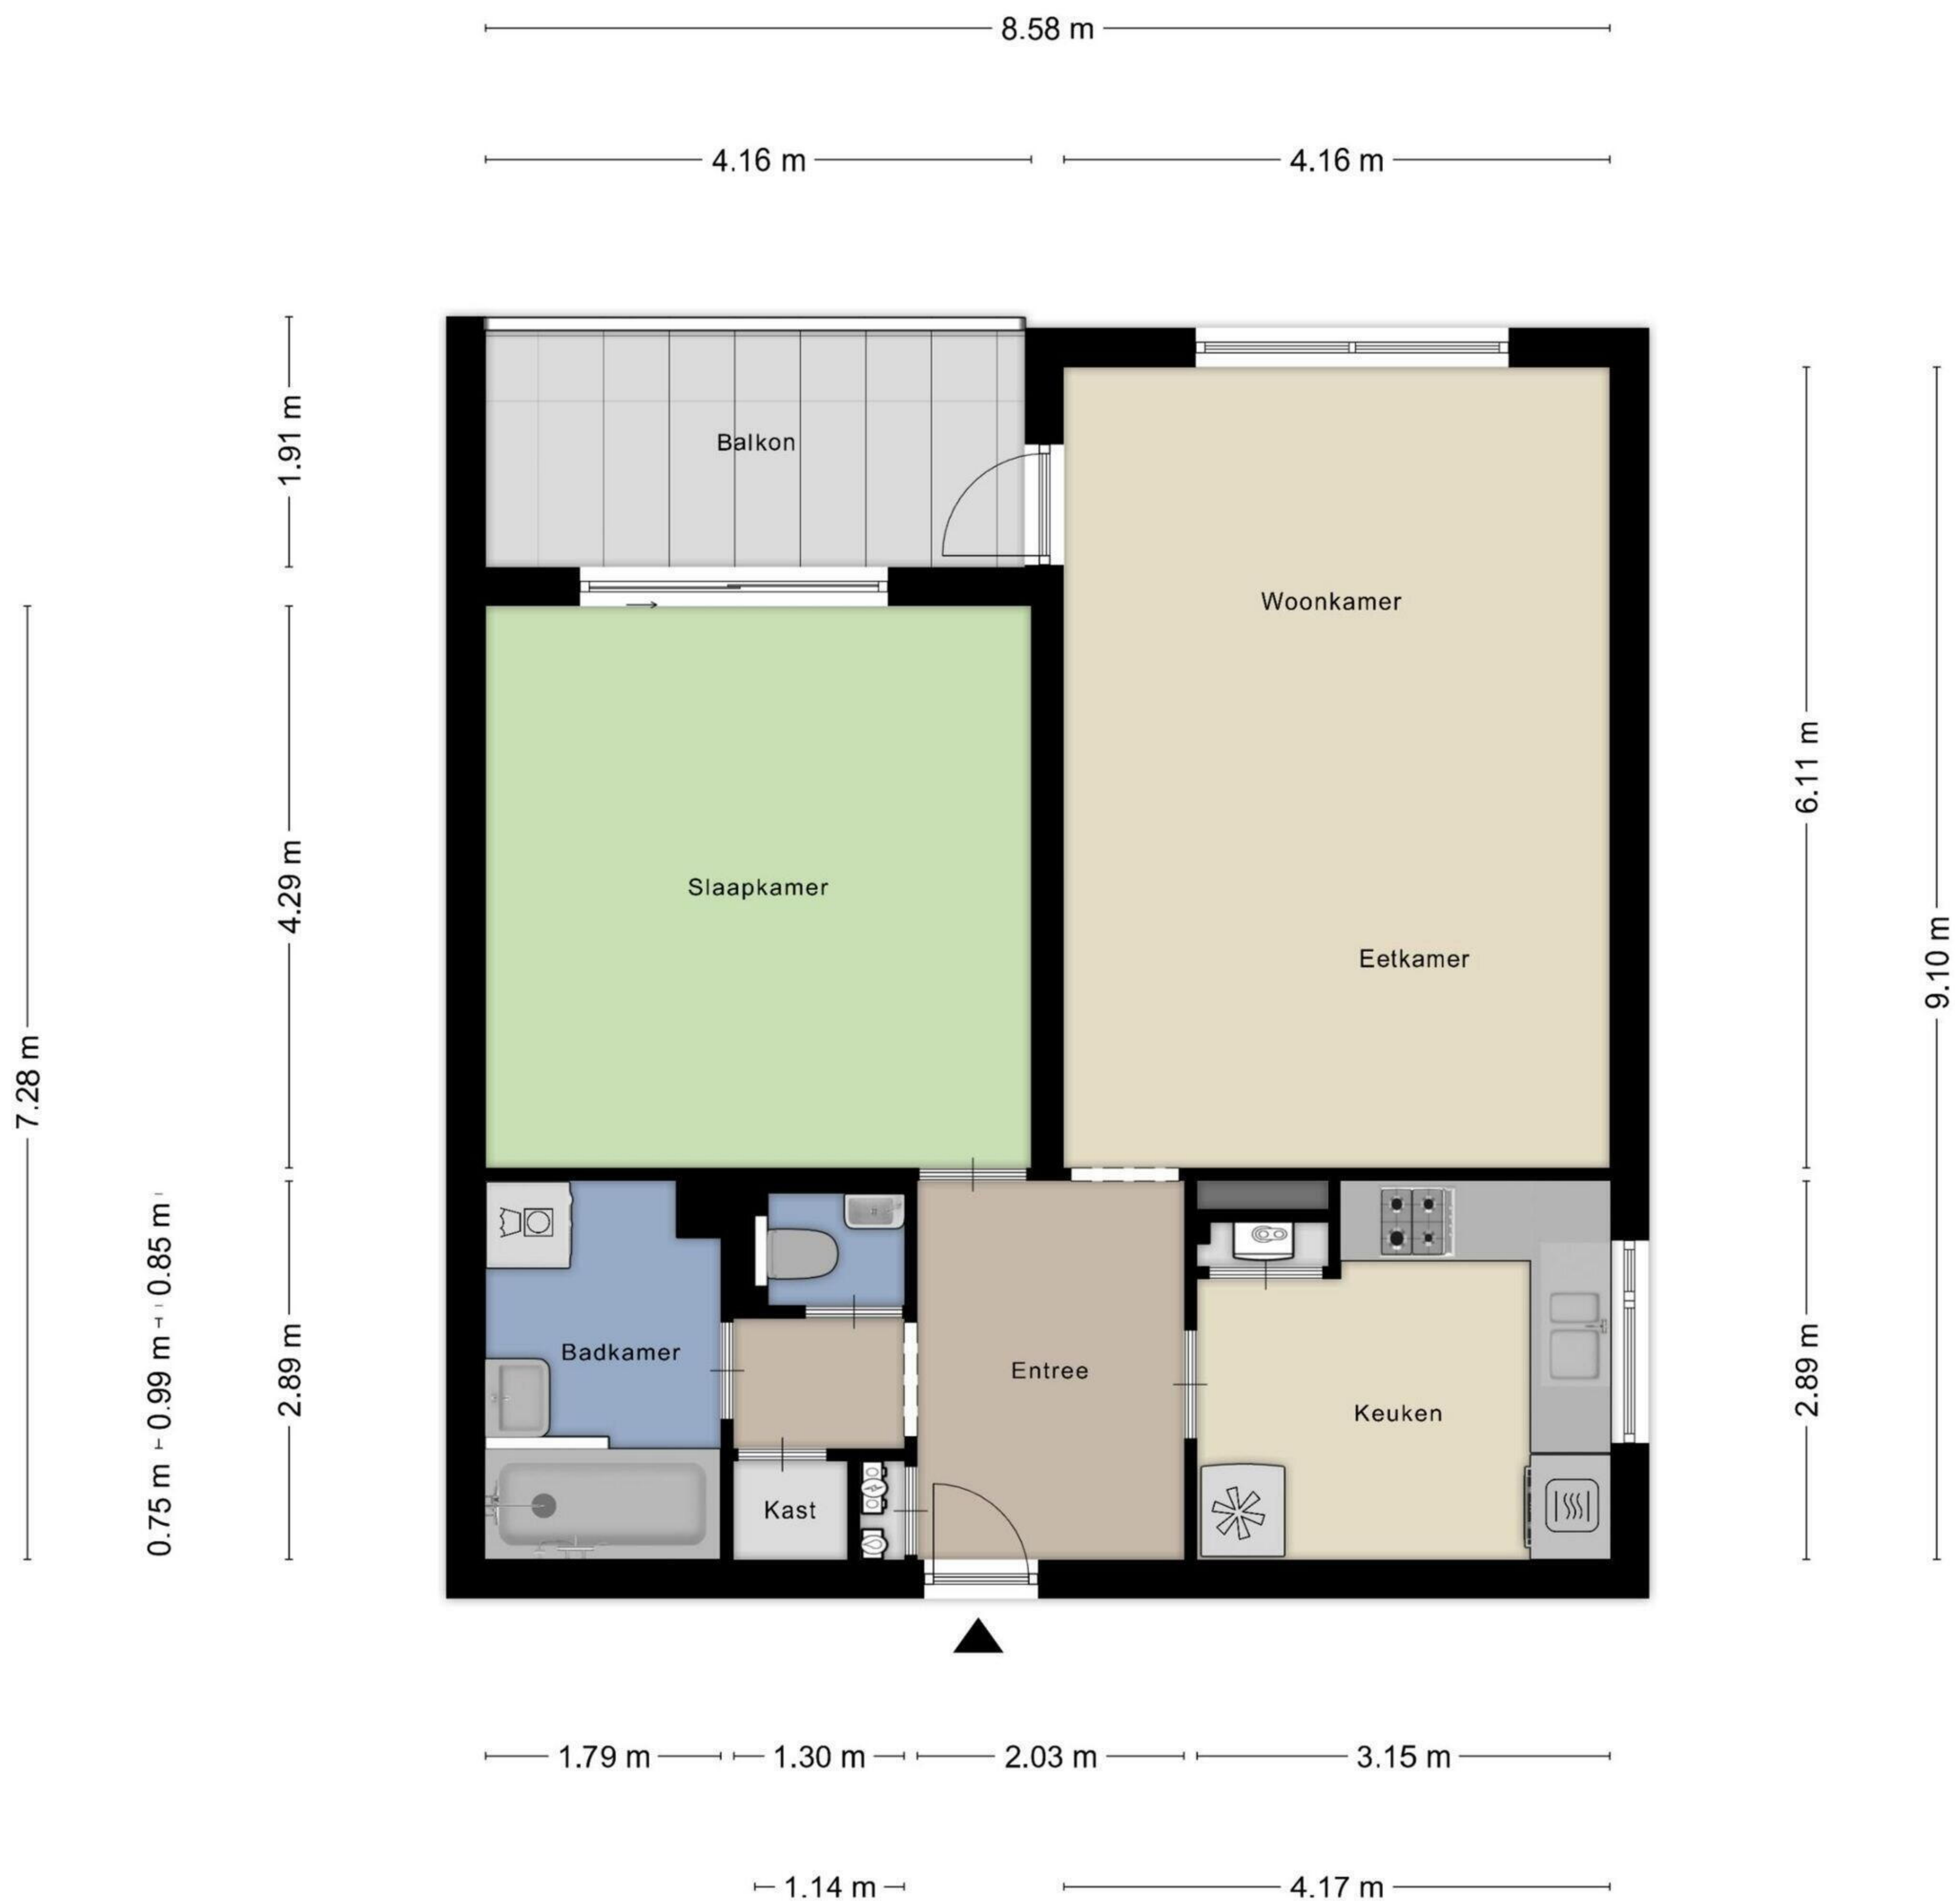 8.58 m
4.16 m
4.16 m
1.91 m
Balkon
Woonkamer
6.11 m
4.29 m
Slaapkamer
9.10 m
Eetkamer
7.28 m
0.85 m
0.99 m
0.75 m
2.89 m
Badkamer
Entree
Keuken
2.89 m
Kast
1.79 m
1.30 m
2.03 m
3.15 m
1.14 m
4.17 m